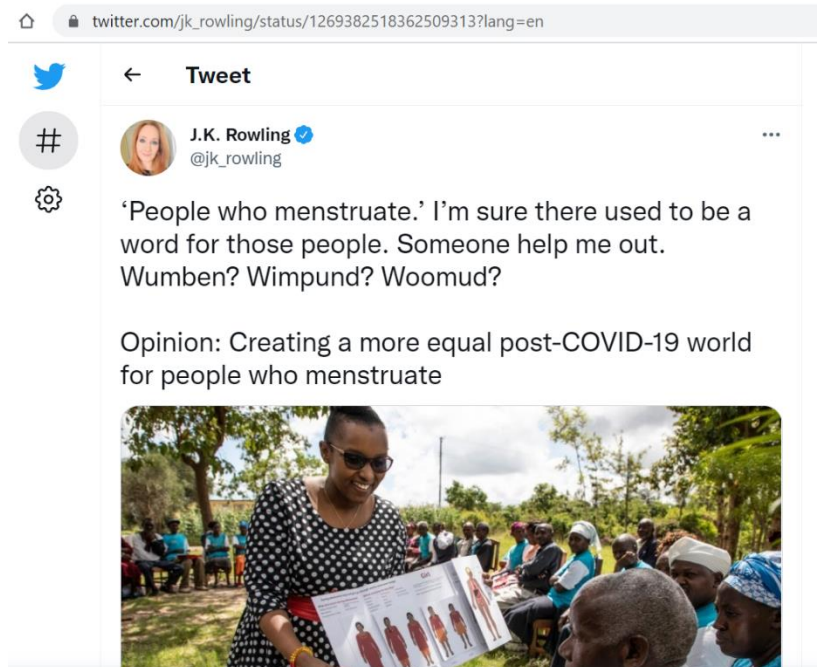 twitter.com/jk_rowling/status/1269382518362509313?lang=en
Tweet
J.K. Rowling
@jk_rowling
‘People who menstruate.’ I’m sure there used to be a
word for those people. Someone help me out.
Wumben? Wimpund? Woomud?
Opinion: Creating a more equal post-COVID-19 world
for people who menstruate
Girl